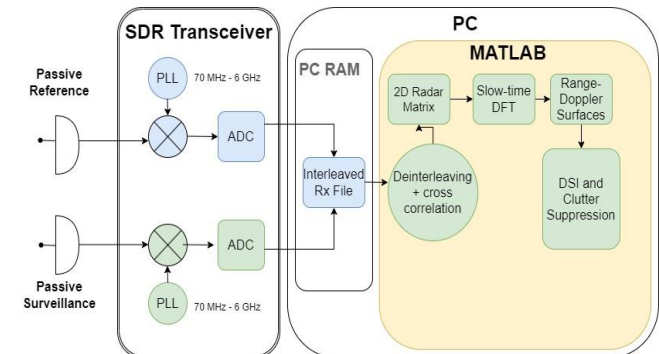 SDR Transceiver
PC
MATLAB
PC RAM
Passive
Reference
PLL
70 MHz - 6 GHz
ADC
Interleaved
Rx File
2D Radar
Matrix
Slow-time
DFT
Range-
Doppler
Surfaces
Deinterleaving
+ cross
correlation
DSI and
Clutter
Suppression
ADC
PLL
70 MHz - 6 GHz
Passive
Surveillance